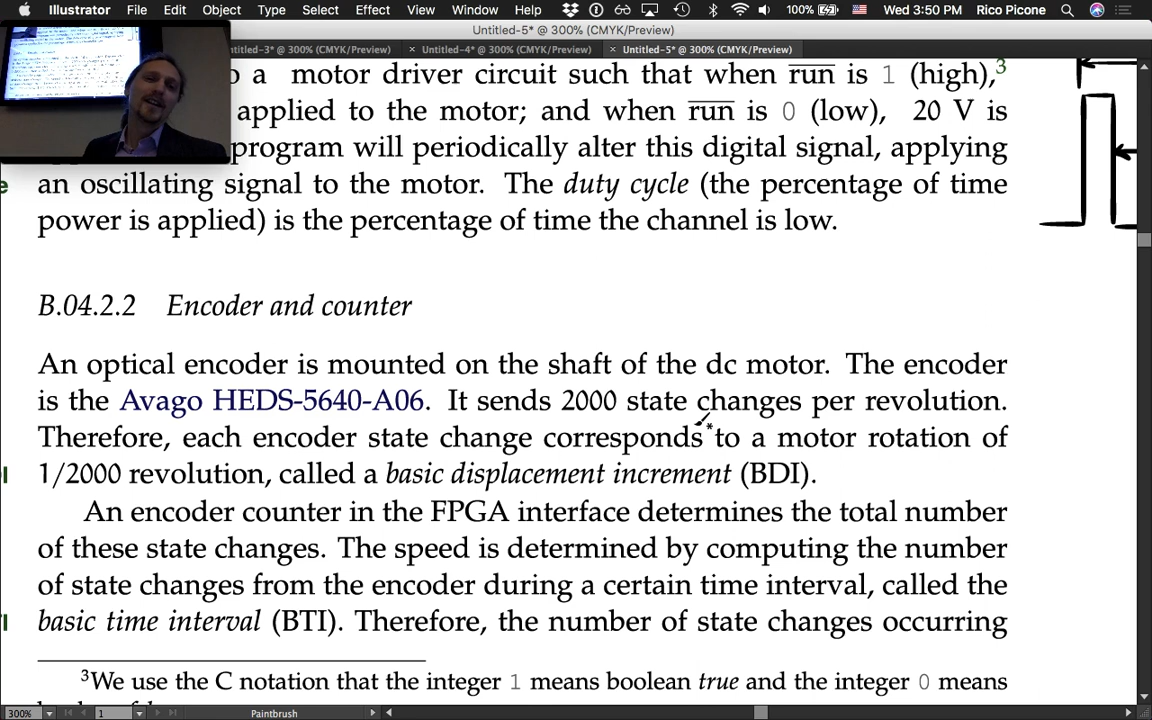 Illustrator File Edit Object Type Select Effect View Window Help 100% Wed 3:50 PM Rico Picone
Untitled-5* @ 300% (CMYK/Preview)
ntitled-3* @ 300% (CMYK/Preview) × Untitled-4* @ 300% (CMYK/Preview) × Untitled-5* @ 300% (CMYK/Preview)
o a motor driver circuit such that when r̅u̅n̅ is 1 (high),³
applied to the motor; and when r̅u̅n̅ is 0 (low), 20 V is
program will periodically alter this digital signal, applying
e an oscillating signal to the motor. The duty cycle (the percentage of time
power is applied) is the percentage of time the channel is low.
B.04.2.2 Encoder and counter
An optical encoder is mounted on the shaft of the dc motor. The encoder
is the Avago HEDS-5640-A06. It sends 2000 state changes per revolution.
Therefore, each encoder state change corresponds to a motor rotation of
1/2000 revolution, called a basic displacement increment (BDI).
An encoder counter in the FPGA interface determines the total number
of these state changes. The speed is determined by computing the number
of state changes from the encoder during a certain time interval, called the
basic time interval (BTI). Therefore, the number of state changes occurring
³We use the C notation that the integer 1 means boolean true and the integer 0 means
300% 1 Paintbrush